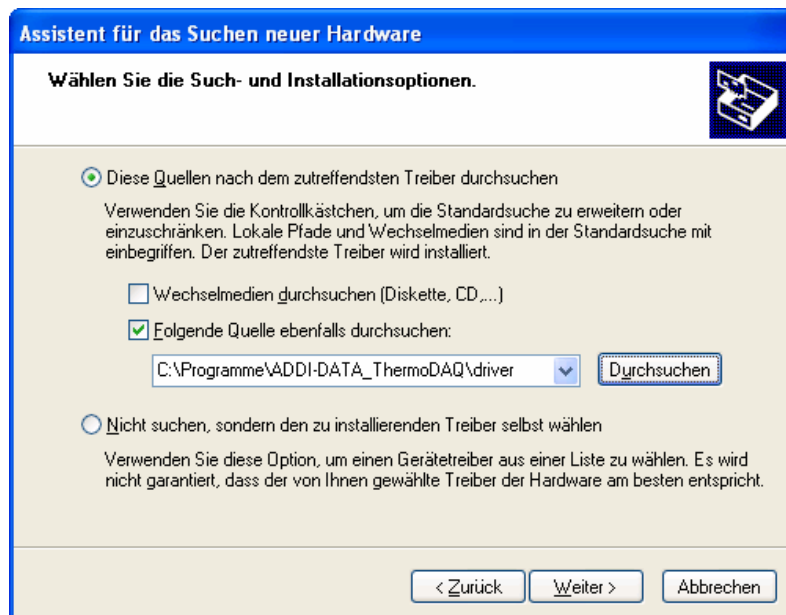 Assistent für das Suchen neuer Hardware
Wählen Sie die Such- und Installationsoptionen.
Diese Quellen nach dem zutreffendsten Treiber durchsuchen
Verwenden Sie die Kontrollkästchen, um die Standardsuche zu erweitern oder
einzuschränken. Lokale Pfade und Wechselmedien sind in der Standardsuche mit
einbegriffen. Der zutreffendste Treiber wird installiert.
Wechselmedien durchsuchen (Diskette, CD,...)
Folgende Quelle ebenfalls durchsuchen:
C:\Programme\ADDI-DATA_ThermoDAQ\driver Durchsuchen
Nicht suchen, sondern den zu installierenden Treiber selbst wählen
Verwenden Sie diese Option, um einen Gerätetreiber aus einer Liste zu wählen. Es wird
nicht garantiert, dass der von Ihnen gewählte Treiber der Hardware am besten entspricht.
< Zurück Weiter > Abbrechen